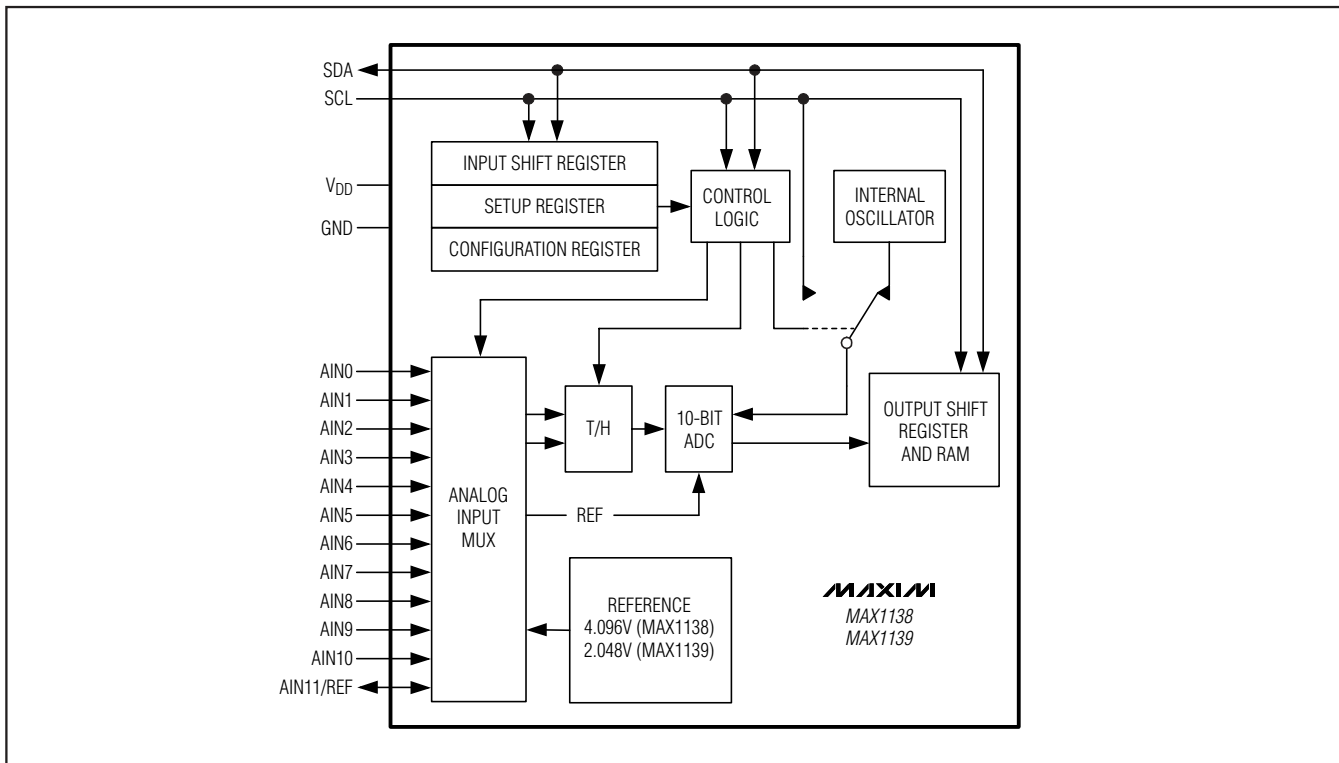 SDA
SCL
V_DD
GND
INPUT SHIFT REGISTER
SETUP REGISTER
CONFIGURATION REGISTER
CONTROL
LOGIC
INTERNAL
OSCILLATOR
AIN0
AIN1
AIN2
AIN3
AIN4
AIN5
AIN6
AIN7
AIN8
AIN9
AIN10
AIN11/REF
ANALOG
INPUT
MUX
T/H
10-BIT
ADC
REF
OUTPUT SHIFT
REGISTER
AND RAM
REFERENCE
4.096V (MAX1138)
2.048V (MAX1139)
MAXIM
MAX1138
MAX1139